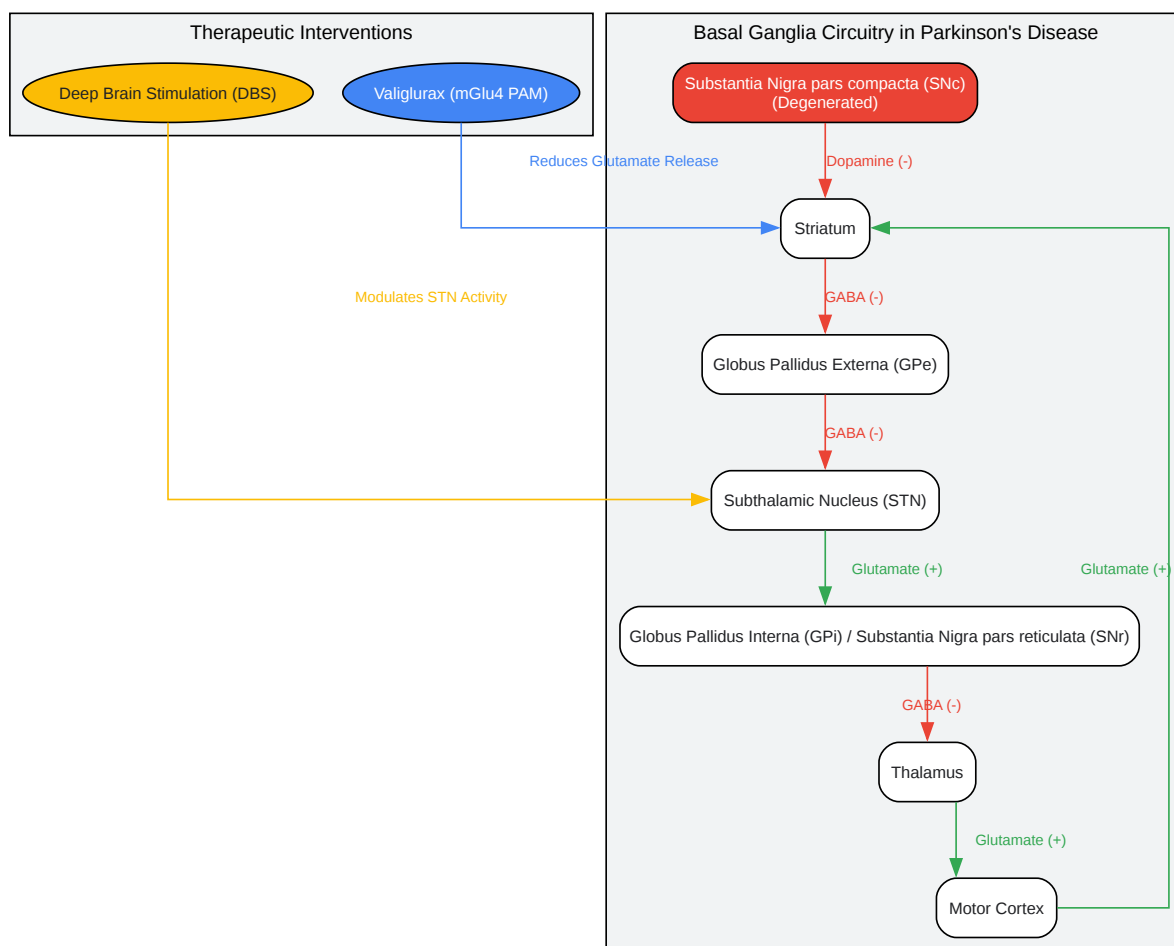 Therapeutic Interventions
Deep Brain Stimulation (DBS)
Valiglurax (mGlu4 PAM)
Basal Ganglia Circuitry in Parkinson's Disease
Substantia Nigra pars compacta (SNc)
(Degenerated)
Reduces Glutamate Release
Dopamine (-)
Striatum
Modulates STN Activity
GABA (-)
Globus Pallidus Externa (GPe)
GABA (-)
Subthalamic Nucleus (STN)
Glutamate (+)
Glutamate (+)
Globus Pallidus Interna (GPi) / Substantia Nigra pars reticulata (SNr)
GABA (-)
Thalamus
Glutamate (+)
Motor Cortex